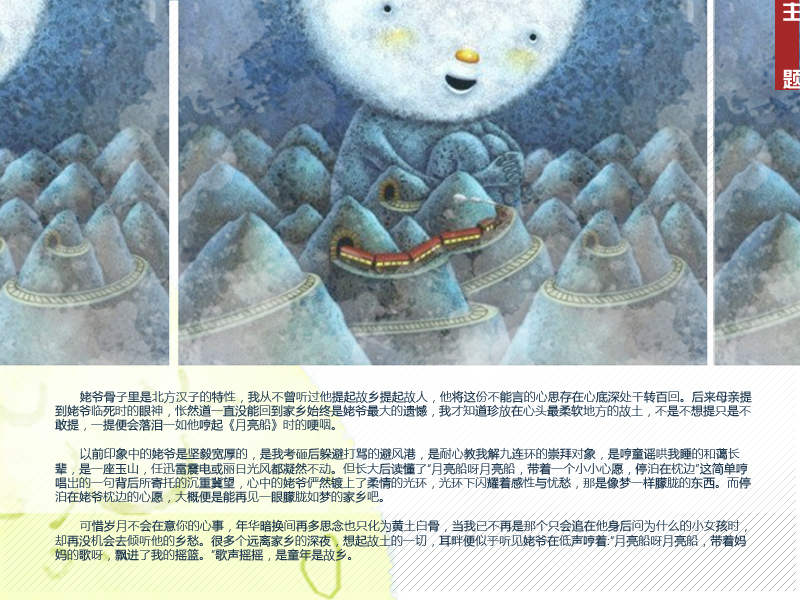 主
题
姥爷骨子里是北方汉子的特性，我从不曾听过他提起故乡提起故人，他将这份不能言的心思存在心底深处千转百回。后来母亲提
到姥爷临死时的眼神，怅然道一直没能回到家乡始终是姥爷最大的遗憾，我才知道珍放在心头最柔软地方的故土，不是不想提只是不
敢提，一提便会落泪一如他哼起《月亮船》时的哽咽。
以前印象中的姥爷是坚毅宽厚的，是我考砸后躲避打骂的避风港，是耐心教我解九连环的崇拜对象，是哼童谣哄我睡的和蔼长
辈，是一座玉山，任迅雷震电或丽日光风都凝然不动。但长大后读懂了"月亮船呀月亮船，带着一个小小心愿，停泊在枕边"这简单哼
唱出的一句背后所寄托的沉重冀望，心中的姥爷俨然镀上了柔情的光环，光环下闪耀着感性与忧愁，那是像梦一样朦胧的东西。而停
泊在姥爷枕边的心愿，大概便是能再见一眼朦胧如梦的家乡吧。
可惜岁月不会在意你的心事，年华暗换间再多思念也只化为黄土白骨，当我已不再是那个只会追在他身后问为什么的小女孩时，
却再没机会去倾听他的乡愁。很多个远离家乡的深夜，想起故土的一切，耳畔便似于听见姥爷在低声哼着:"月亮船呀月亮船，带着妈
妈的歌呀，飘进了我的摇篮。"歌声摇摇，是童年是故乡。